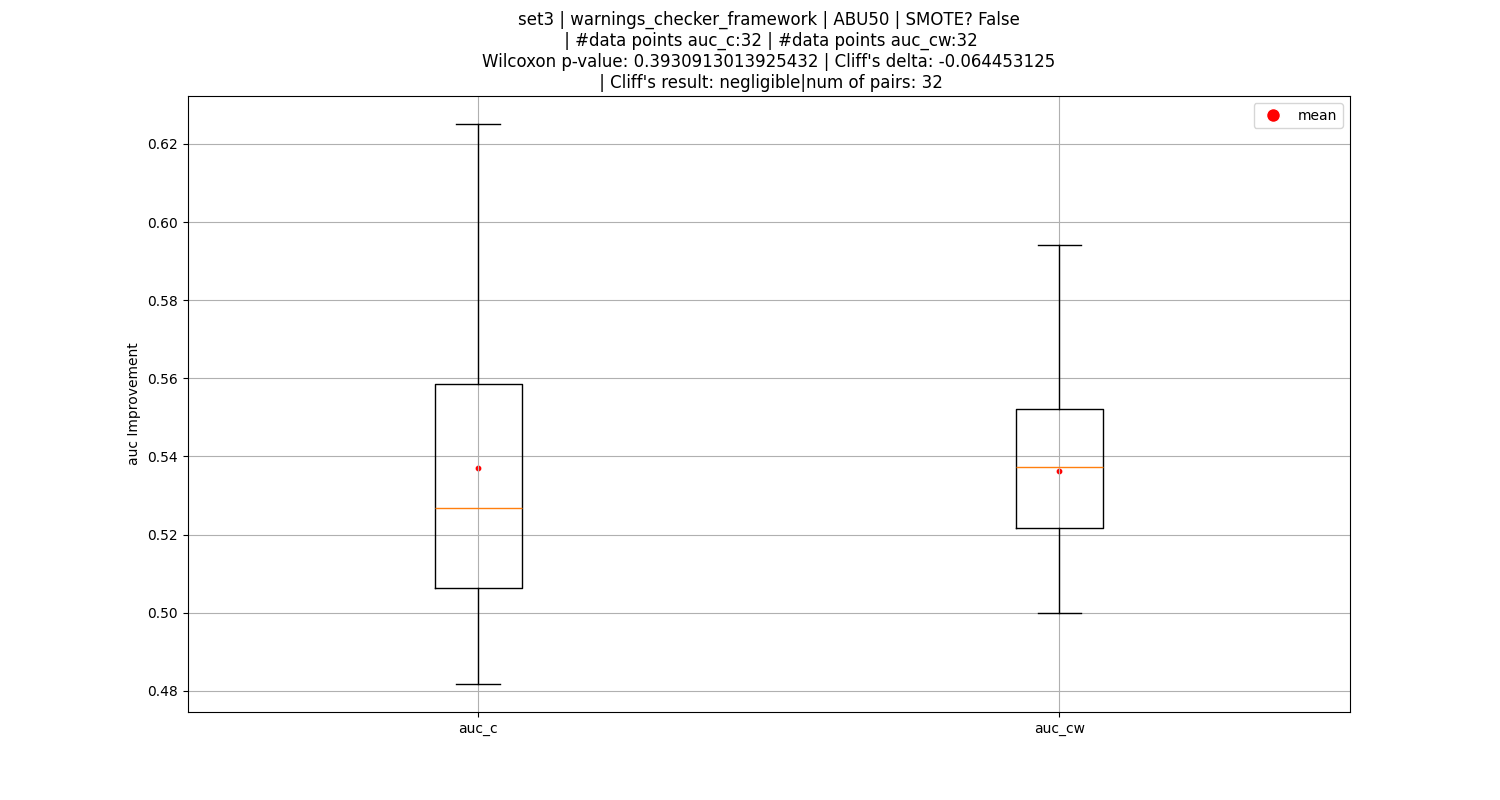 set3 | warnings_checker_framework | ABU50 | SMOTE? False
| #data points auc_c:32 | #data points auc_cw:32
Wilcoxon p-value: 0.3930913013925432 | Cliff's delta: -0.064453125
| Cliff's result: negligible|num of pairs: 32
mean
0.62
0.60
0.58
0.56
0.54
0.52
0.50
0.48
auc Improvement
auc_c
auc_cw